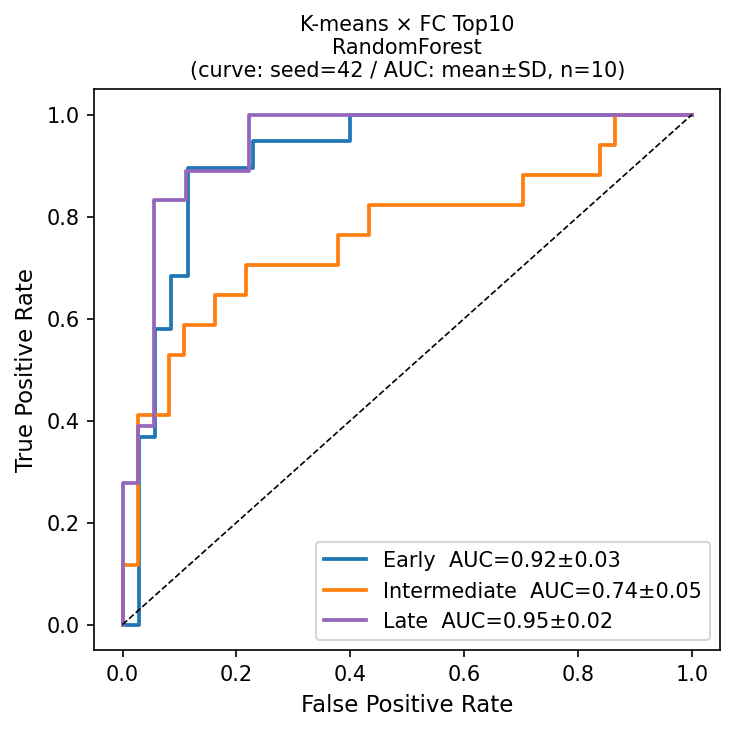 K-means × FC Top10
RandomForest
(curve: seed=42 / AUC: mean±SD, n=10)
1.0
0.8
0.6
0.4
0.2
0.0
True Positive Rate
Early AUC=0.92±0.03
Intermediate AUC=0.74±0.05
Late AUC=0.95±0.02
0.0 0.2 0.4 0.6 0.8 1.0
False Positive Rate